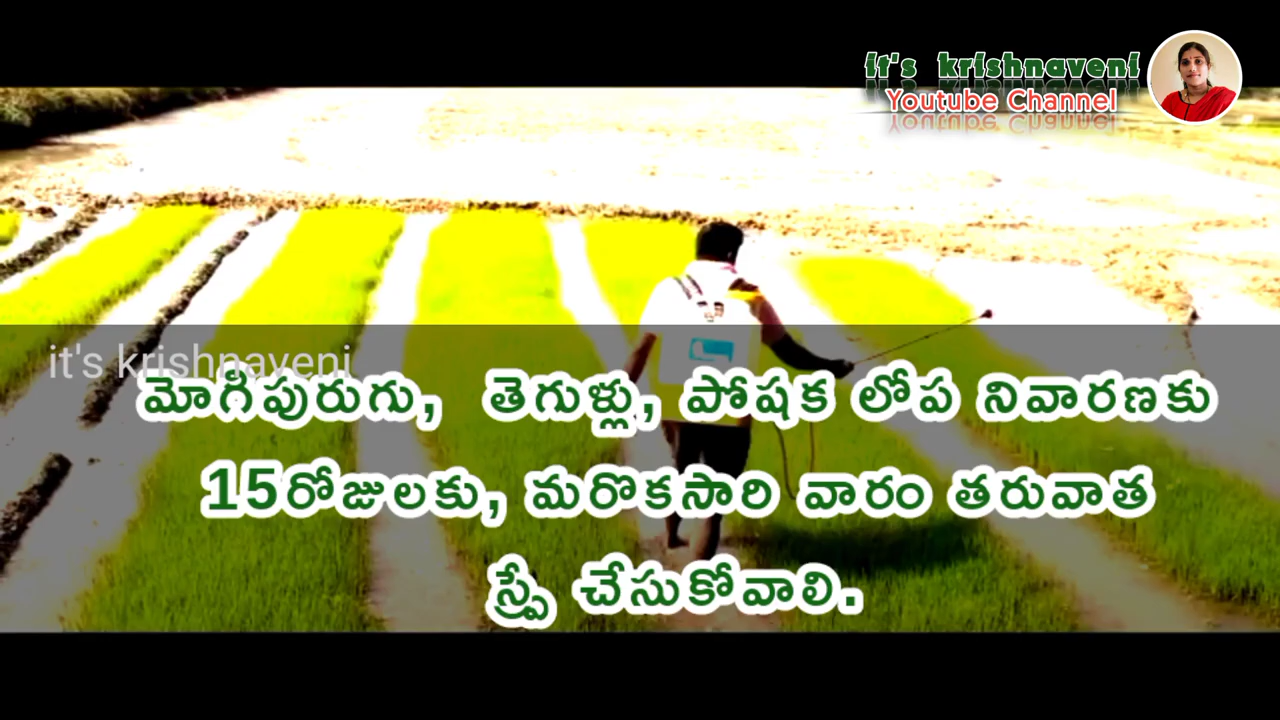 it's krishnaveni
Youtube Channel
it's krishnaveni
మోగిపురుగు, తెగుళ్లు, పోషక లోప నివారణకు
15రోజులకు, మరొకసారి వారం తరువాత
స్ప్రే చేసుకోవాలి.